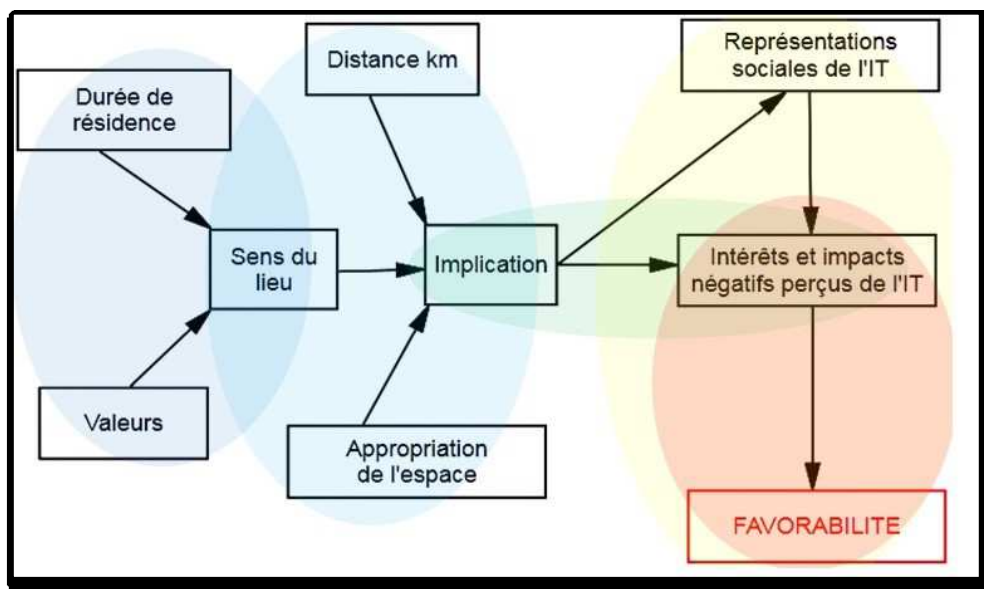 Durée de
résidence
Distance km
Représentations
sociales de l'IT
Sens du
lieu
Implication
Intérêts et impacts
négatifs perçus de l'IT
Valeurs
Appropriation
de l'espace
FAVORABILITE